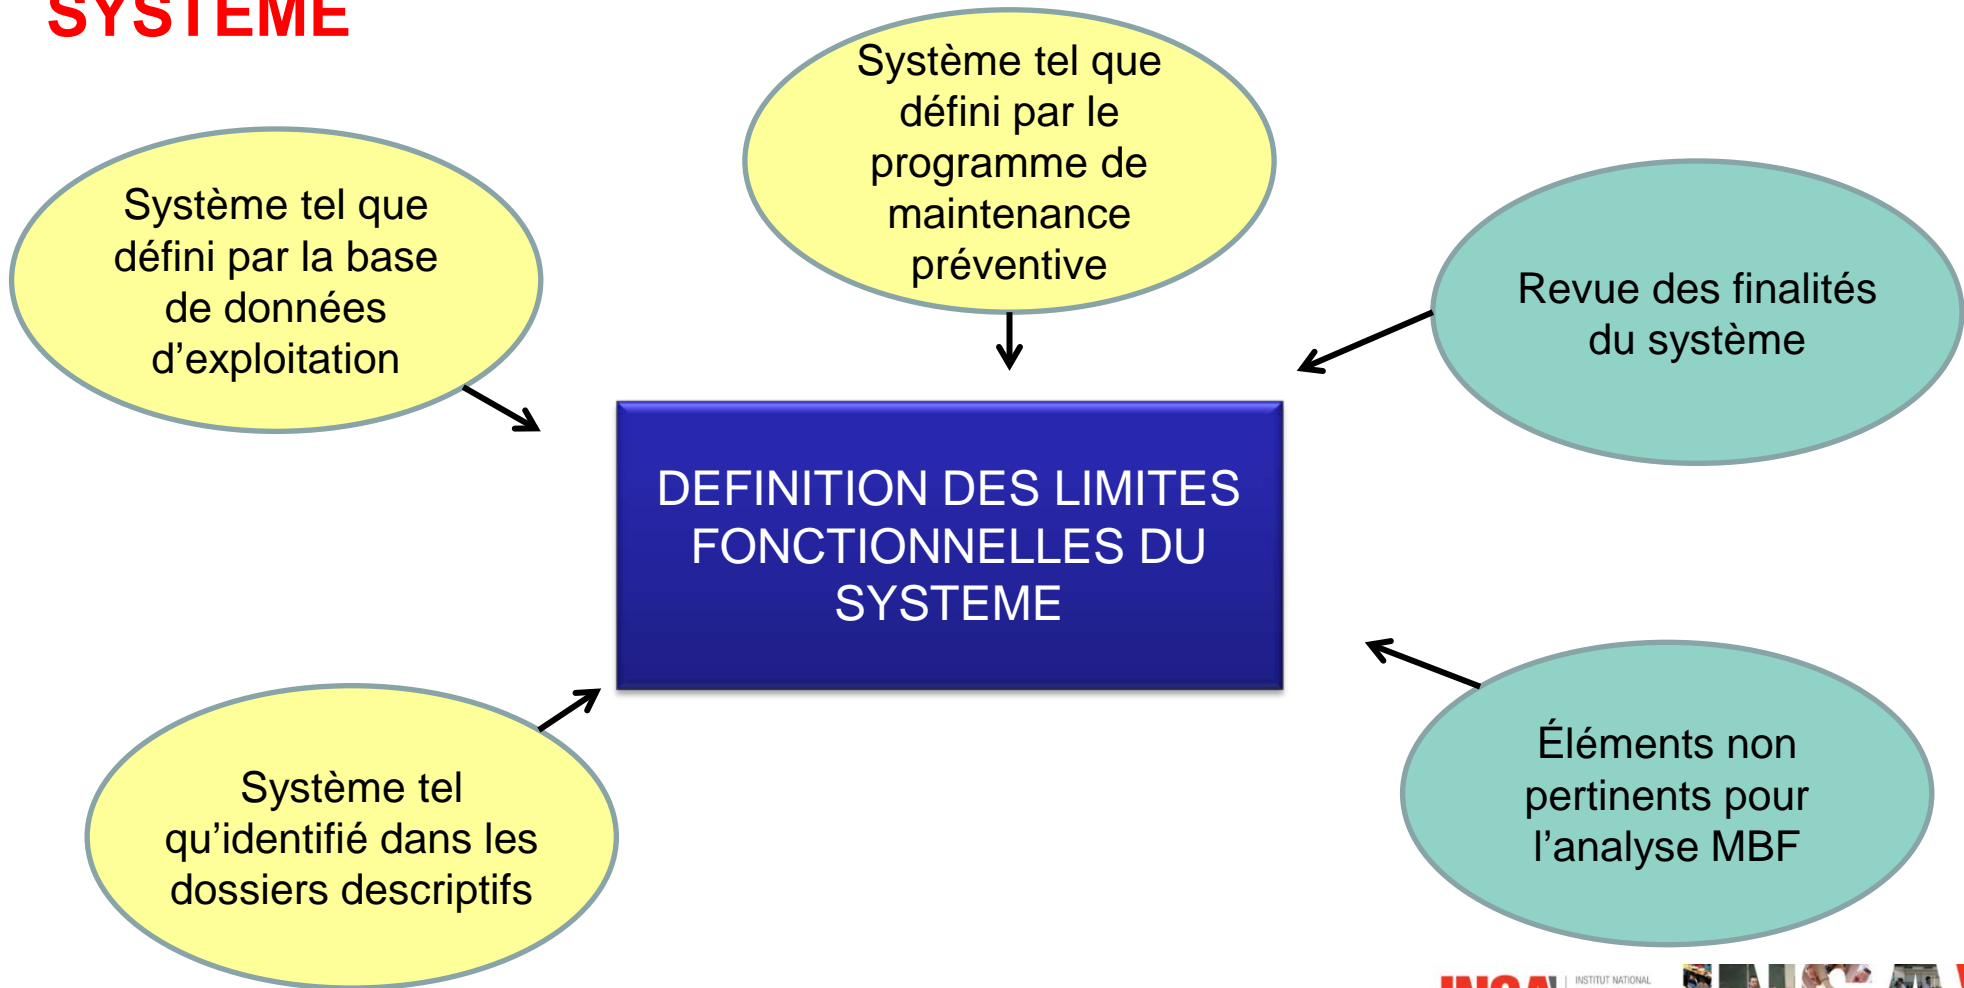 SYSTEME
Système tel que
défini par le
programme de
maintenance
préventive
Système tel que
défini par la base
de données
d’exploitation
Revue des finalités
du système
DEFINITION DES LIMITES
FONCTIONNELLES DU
SYSTEME
Système tel
qu’identifié dans les
dossiers descriptifs
Éléments non
pertinents pour
l’analyse MBF
INSA
INSTITUT NATIONAL
INSA